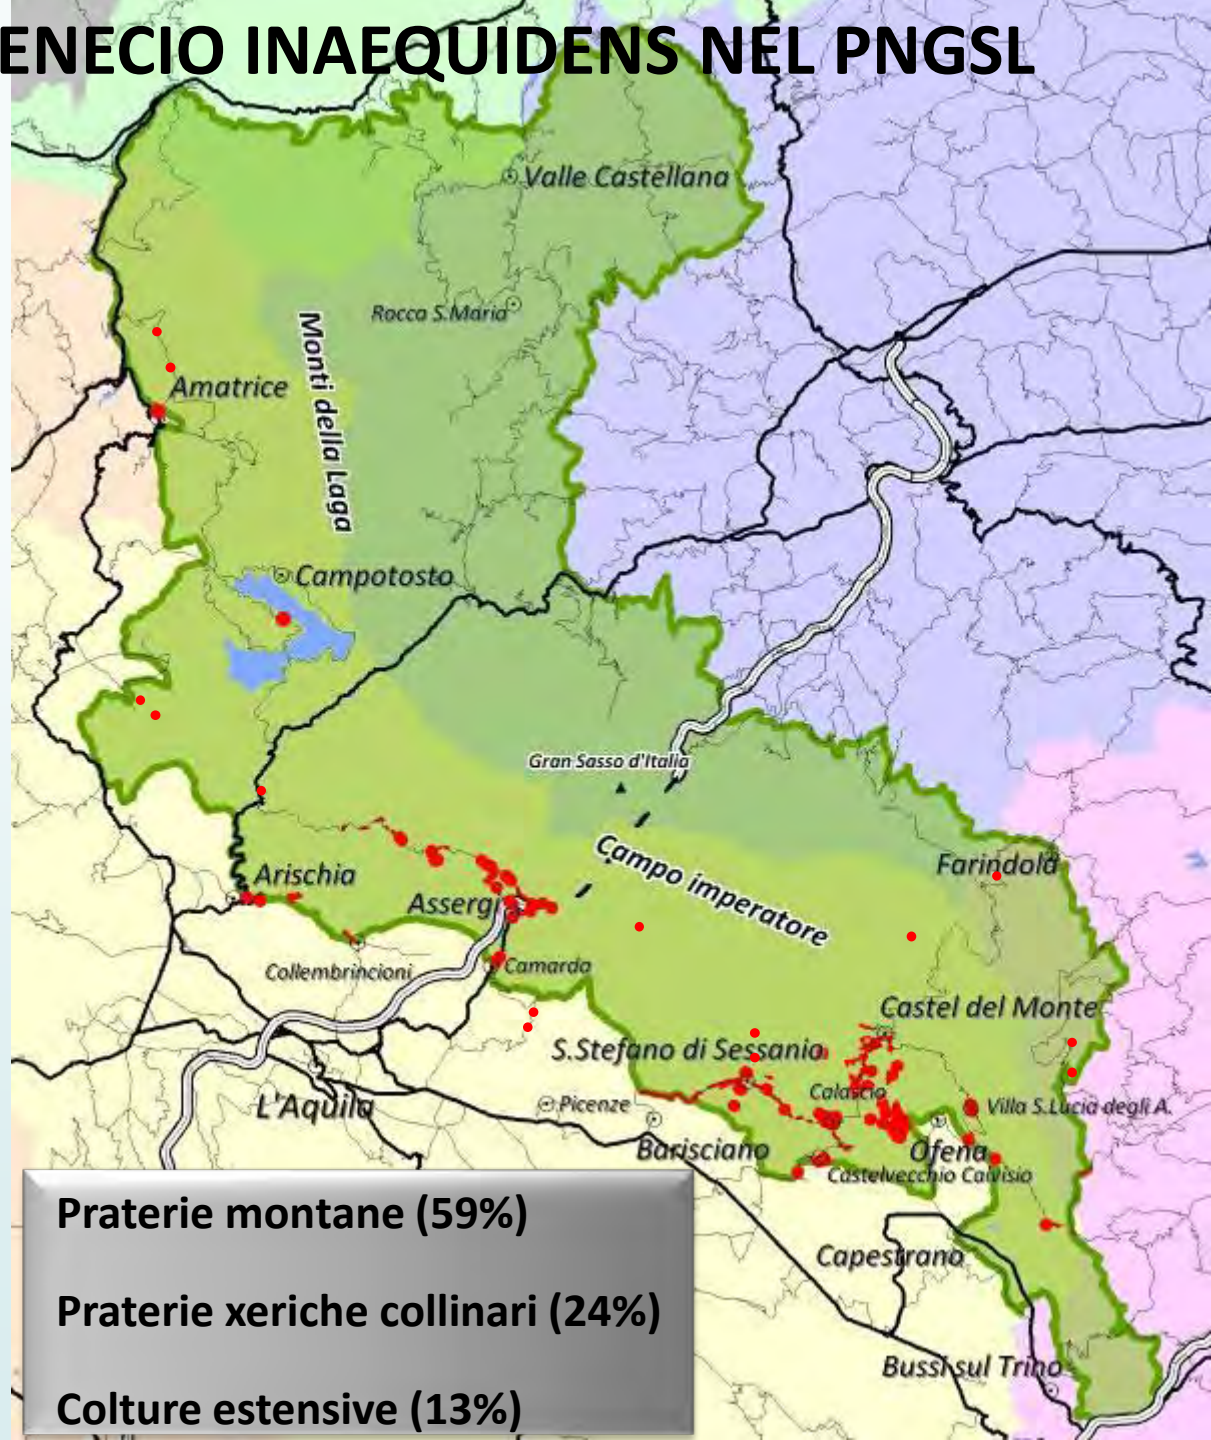 ENECIO INAEQUIDENS NEL PNGSL
Valle Castellana
Rocca S.Maria
Monti della Laga
Amatrice
Campotosto
Gran Sasso d'Italia
Campo imperatore
Farindola
Arischia
Assergi
Collembrincioni
Camarda
Castel del Monte
S.Stefano di Sessanio
Calascio
L'Aquila
Picenze
Villa S.Lucia degli A.
Barisciano
Ofena
Castelvecchio Calvisio
Capestrano
Bussi sul Trino
Praterie montane (59%)
Praterie xeriche collinari (24%)
Colture estensive (13%)